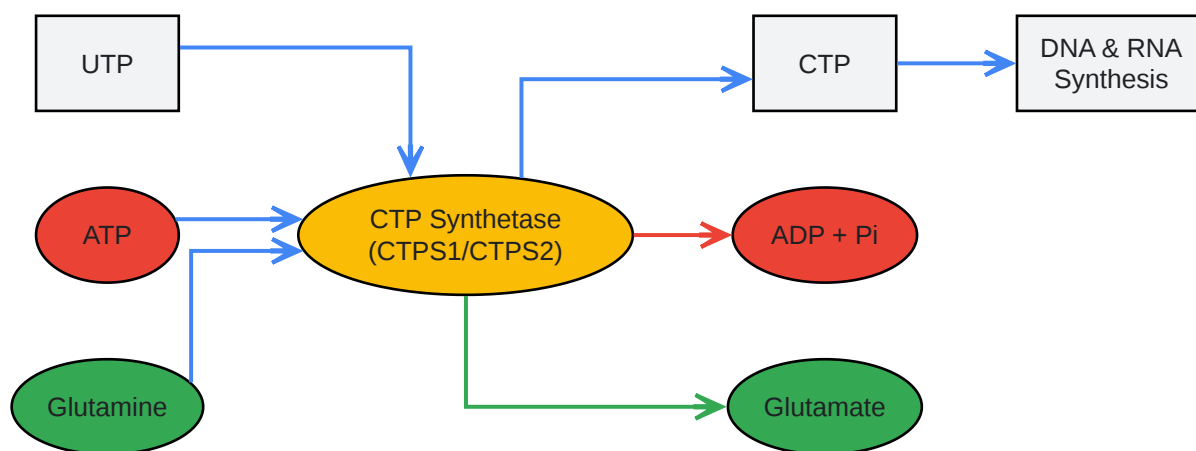 UTP
CTP
DNA & RNA
Synthesis
ATP
CTP Synthetase
(CTPS1/CTPS2)
ADP + Pi
Glutamine
Glutamate